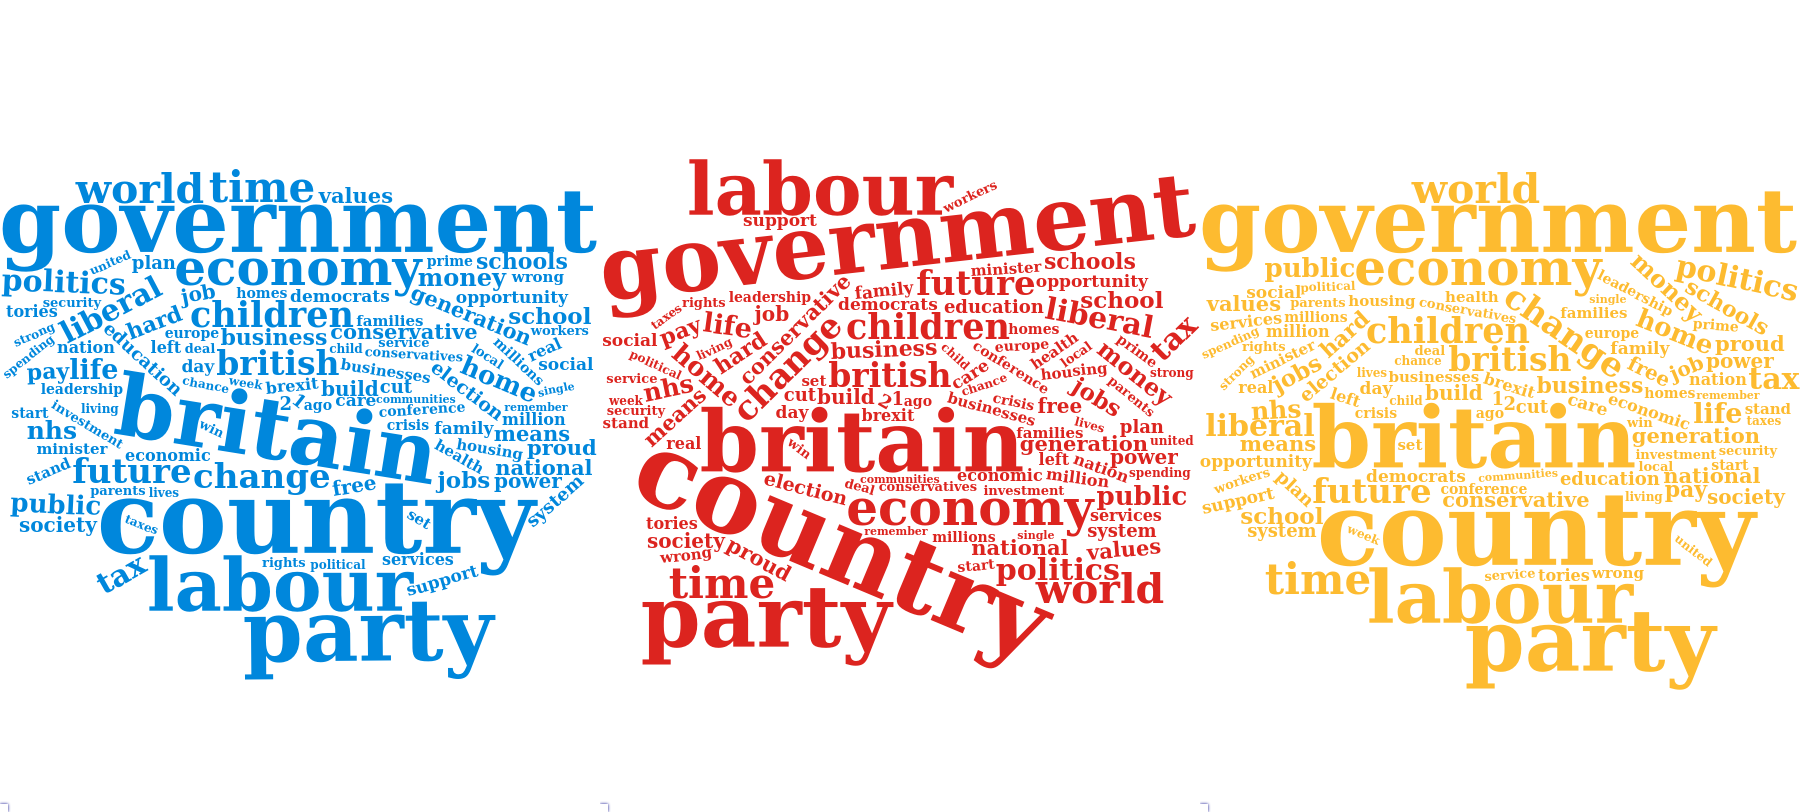 world
time
values
government
united
plan
economy
prime
schools
politics
money
wrong
security
liberal
job
homes
democrats
generation
opportunity
tories
hard
children
families
school
strong
education
europe
business
conservative
service
workers
spending
nation
left
deal
british
child
conservatives
local
millions
real
social
pay
life
day
chance
week
brexit
businesses
build
cut
election
home
single
leadership
2
1
ago
care
communities
conference
remember
start
investment
living
britain
win
crisis
family
million
nhs
means
minister
economic
health
housing
proud
stand
future
change
free
jobs
power
national
system
public
parents
lives
society
taxes
country
set
tax
rights
political
services
support
labour
party
labour
workers
support
government
minister
schools
future
opportunity
taxes
rights
leadership
conservative
family
democrats
education
liberal
school
social
pay
life
job
change
children
homes
tax
political
living
hard
business
child
conference
europe
health
local
prime
service
home
set
british
care
chance
housing
money
strong
week
nhs
cut
build
21
ago
businesses
crisis
free
jobs
parents
security
means
day
brexit
lives
plan
stand
real
win
britain
families
generation
united
left
nation
power
country
election
deal
communities
conservatives
economic
investment
million
spending
public
tories
economy
services
society
remember
millions
single
system
wrong
proud
national
values
time
start
politics
world
party
world
government
public
economy
money
politics
social
political
leadership
schools
values
parents
housing
conservatives
health
change
single
families
home
prime
services
millions
million
hard
children
europe
proud
spending
rights
minister
deal
chance
british
family
job
power
strong
jobs
election
lives
businesses
brexit
business
free
nation
tax
real
left
day
child
build
12
cut
care
economic
homes
remember
nhs
crisis
ago
win
life
stand
taxes
liberal
means
britain
set
generation
opportunity
investment
security
workers
plan
democrats
communities
education
local
start
national
support
future
conference
conservative
living
pay
society
school
system
week
country
united
time
service
tories
wrong
labour
party